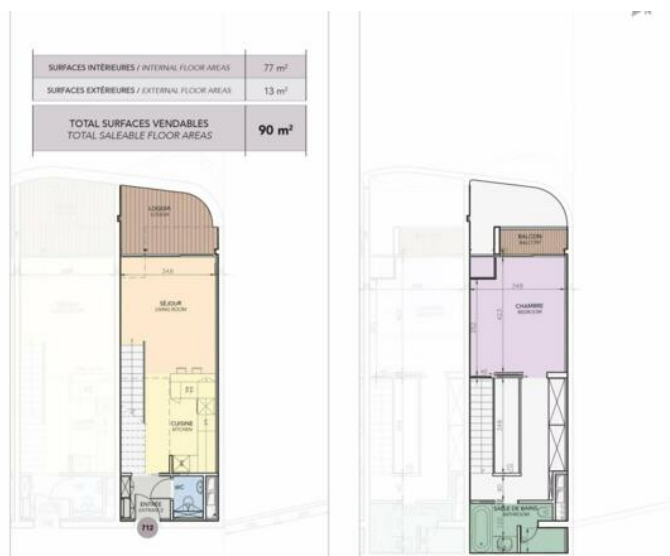 SURFACES INTÉRIEURES / INTERNAL FLOOR AREAS 77 m²
SURFACES EXTÉRIEURES / EXTERNAL FLOOR AREAS 13 m²
TOTAL SURFACES VENDABLES
TOTAL SALEABLE FLOOR AREAS
90 m²
LOGGIA
LOGGIA
348
SÉJOUR
LIVING ROOM
CUISINE
KITCHEN
ENTRÉE
ENTRANCE
WC
712
BALCON
BALCONY
348
CHAMBRE
BEDROOM
423
SALLE DE BAINS
BATHROOM